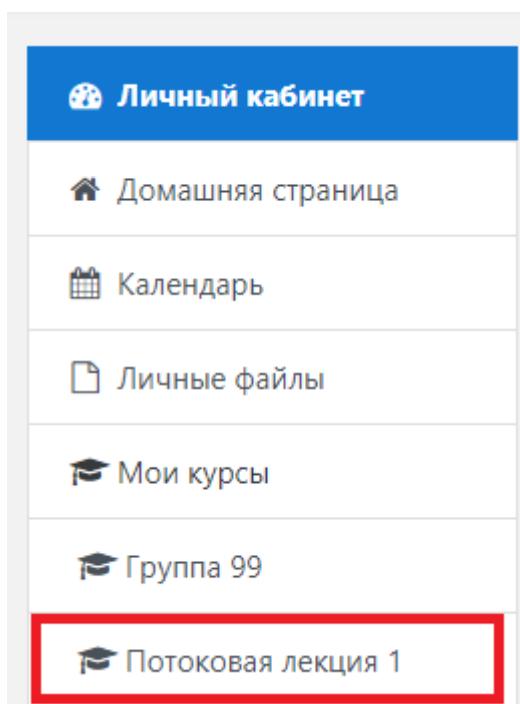 Личный кабинет
Домашняя страница
Календарь
Личные файлы
Мои курсы
Группа 99
Потоковая лекция 1